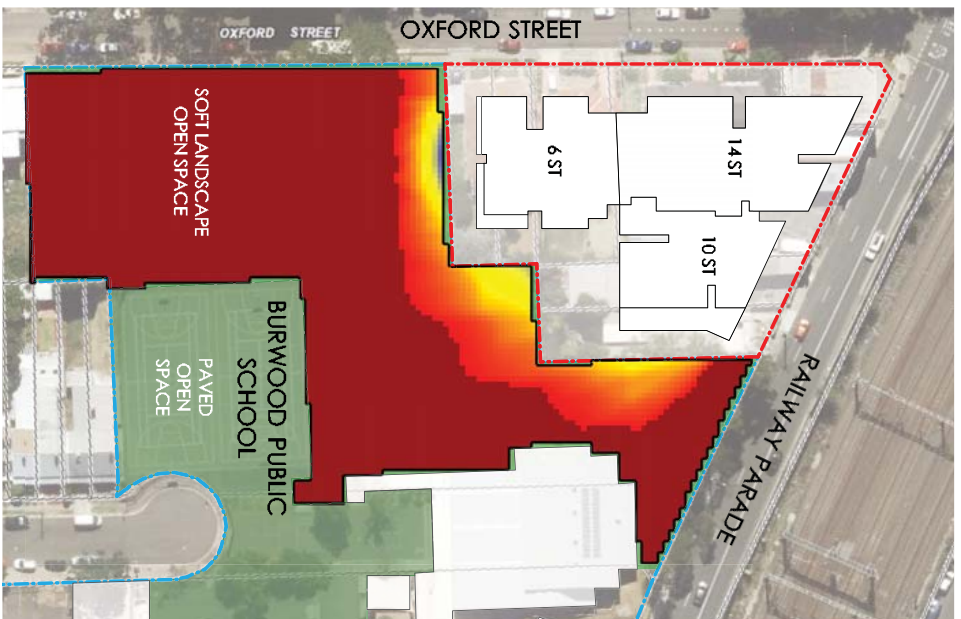 OXFORD STREET
OXFORD STREET
SOFT LANDSCAPE
OPEN SPACE
6 ST
14 ST
10 ST
BURWOOD PUBLIC
SCHOOL
PAVED
OPEN
SPACE
RAILWAY PARADE